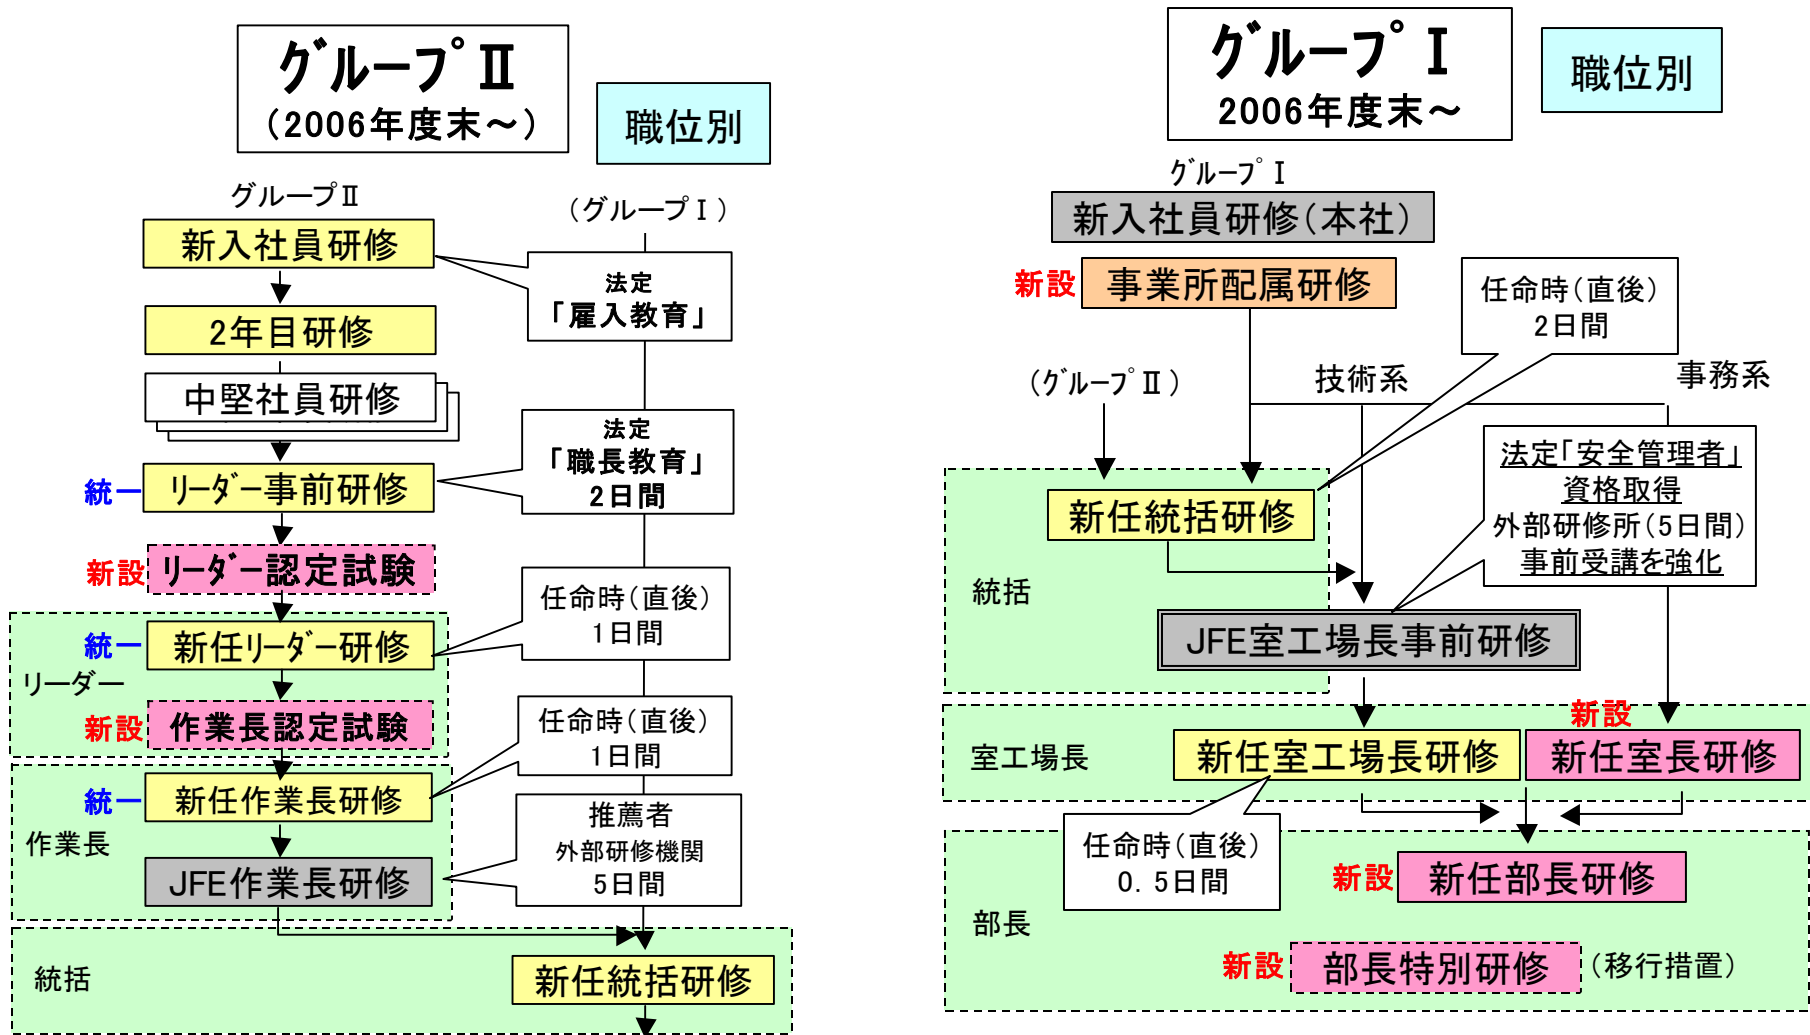 グループⅡ
（2006年度末～）
職位別
グループⅡ
（グループⅠ）
新入社員研修
法定
「雇入教育」
2年目研修
中堅社員研修
法定
「職長教育」
2日間
統一
リーダー事前研修
新設
リーダー認定試験
任命時（直後）
1日間
統一
新任リーダー研修
リーダー
新設
作業長認定試験
任命時（直後）
1日間
統一
新任作業長研修
作業長
推薦者
外部研修機関
5日間
JFE作業長研修
統括
新任統括研修
グループⅠ
2006年度末～
職位別
グループⅠ
新入社員研修（本社）
新設
事業所配属研修
任命時（直後）
2日間
（グループⅡ）
技術系
事務系
法定「安全管理者」
資格取得
外部研修所（5日間）
事前受講を強化
新任統括研修
統括
JFE室工場長事前研修
新設
室工場長
新任室工場長研修
新任室長研修
任命時（直後）
0．5日間
新設
新任部長研修
部長
新設
部長特別研修
（移行措置）